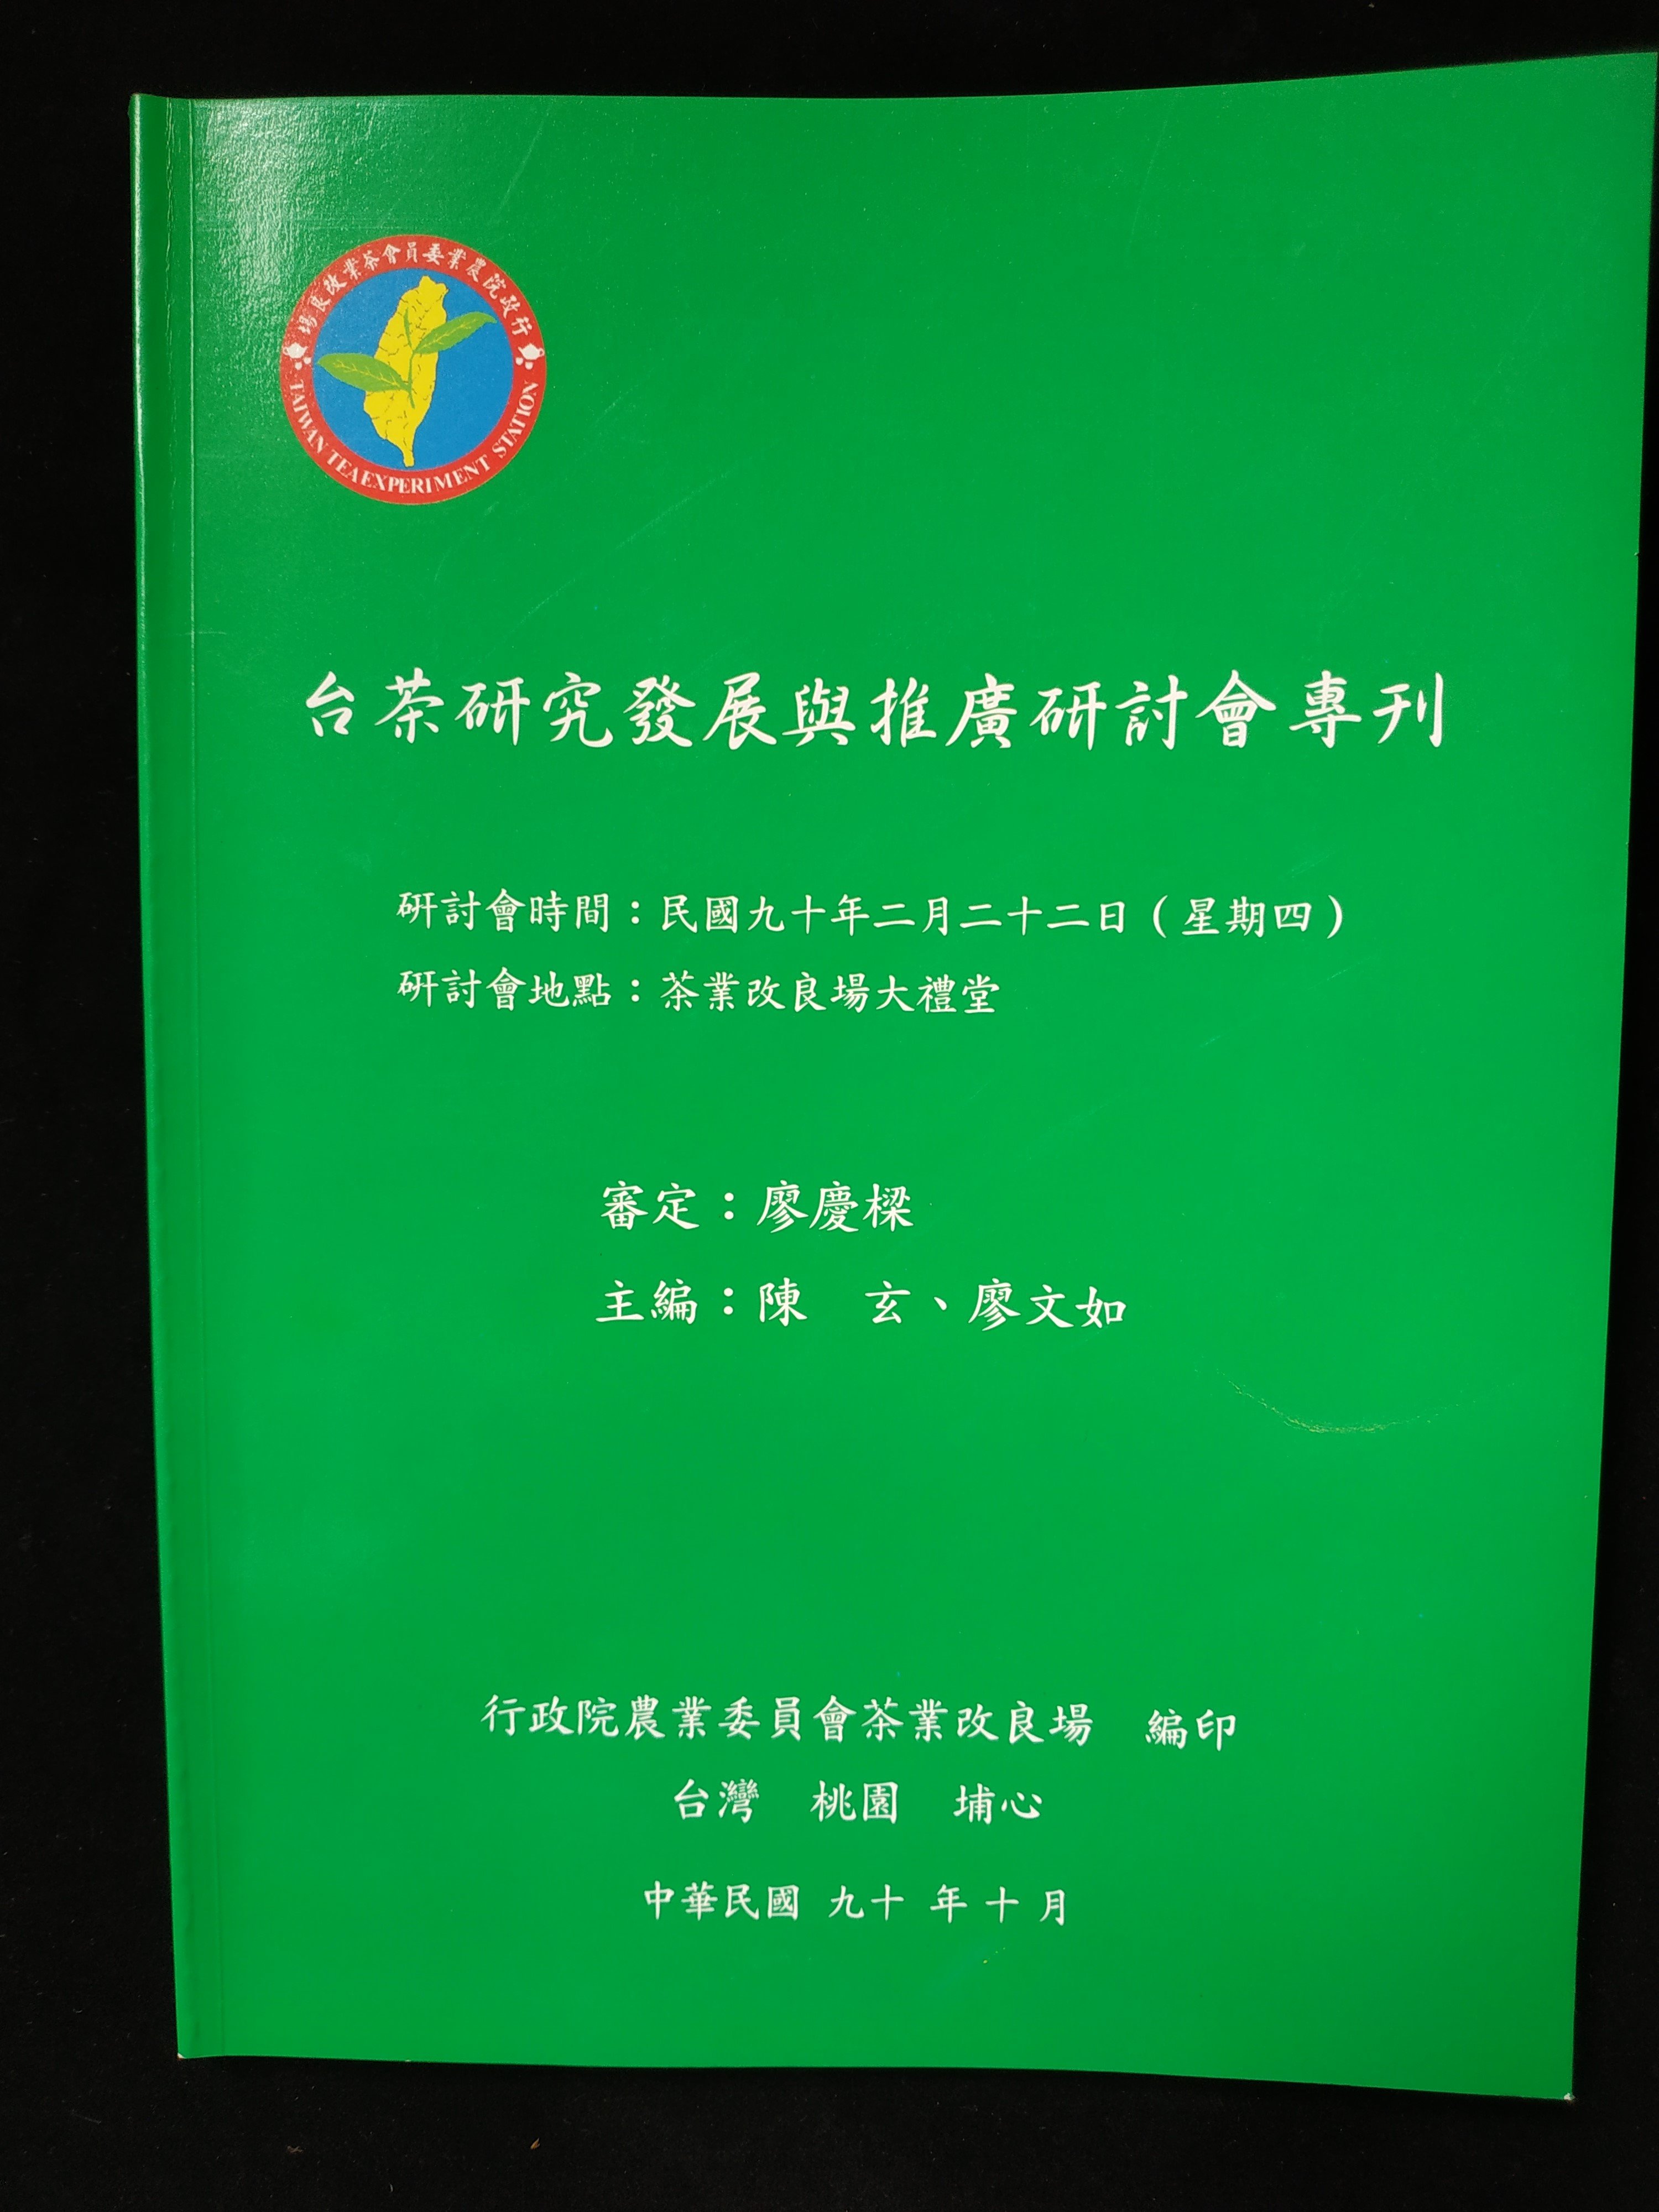 行政院農業委員會茶業改良場
TAIWAN TEA EXPERIMENT STATION
台茶研究發展與推廣研討會專刊
研討會時間：民國九十年二月二十二日（星期四）
研討會地點：茶業改良場大禮堂
審定：廖慶樑
主編：陳　玄、廖文如
行政院農業委員會茶業改良場　編印
台灣　桃園　埔心
中華民國 九十 年 十 月